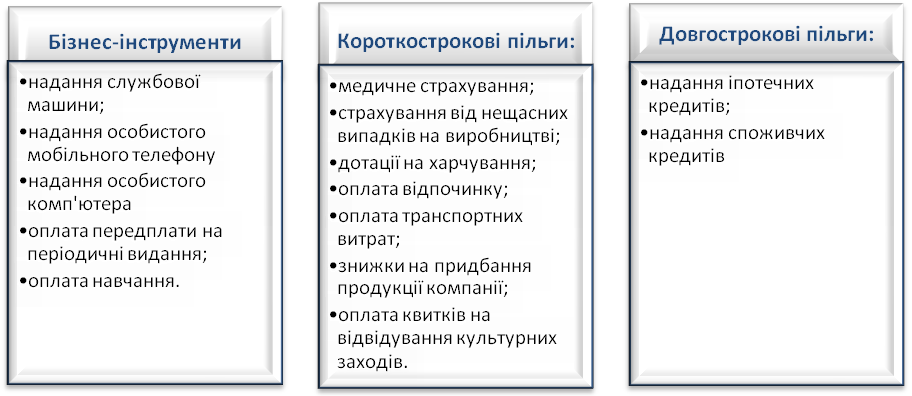 Бізнес-інструменти
•надання службової
машини;
•надання особистого
мобільного телефону
•надання особистого
комп'ютера
•оплата передплати на
періодичні видання;
•оплата навчання.
Короткострокові пільги:
•медичне страхування;
•страхування від нещасних
випадків на виробництві;
•дотації на харчування;
•оплата відпочинку;
•оплата транспортних
витрат;
•знижки на придбання
продукції компанії;
•оплата квитків на
відвідування культурних
заходів.
Довгострокові пільги:
•надання іпотечних
кредитів;
•надання споживчих
кредитів